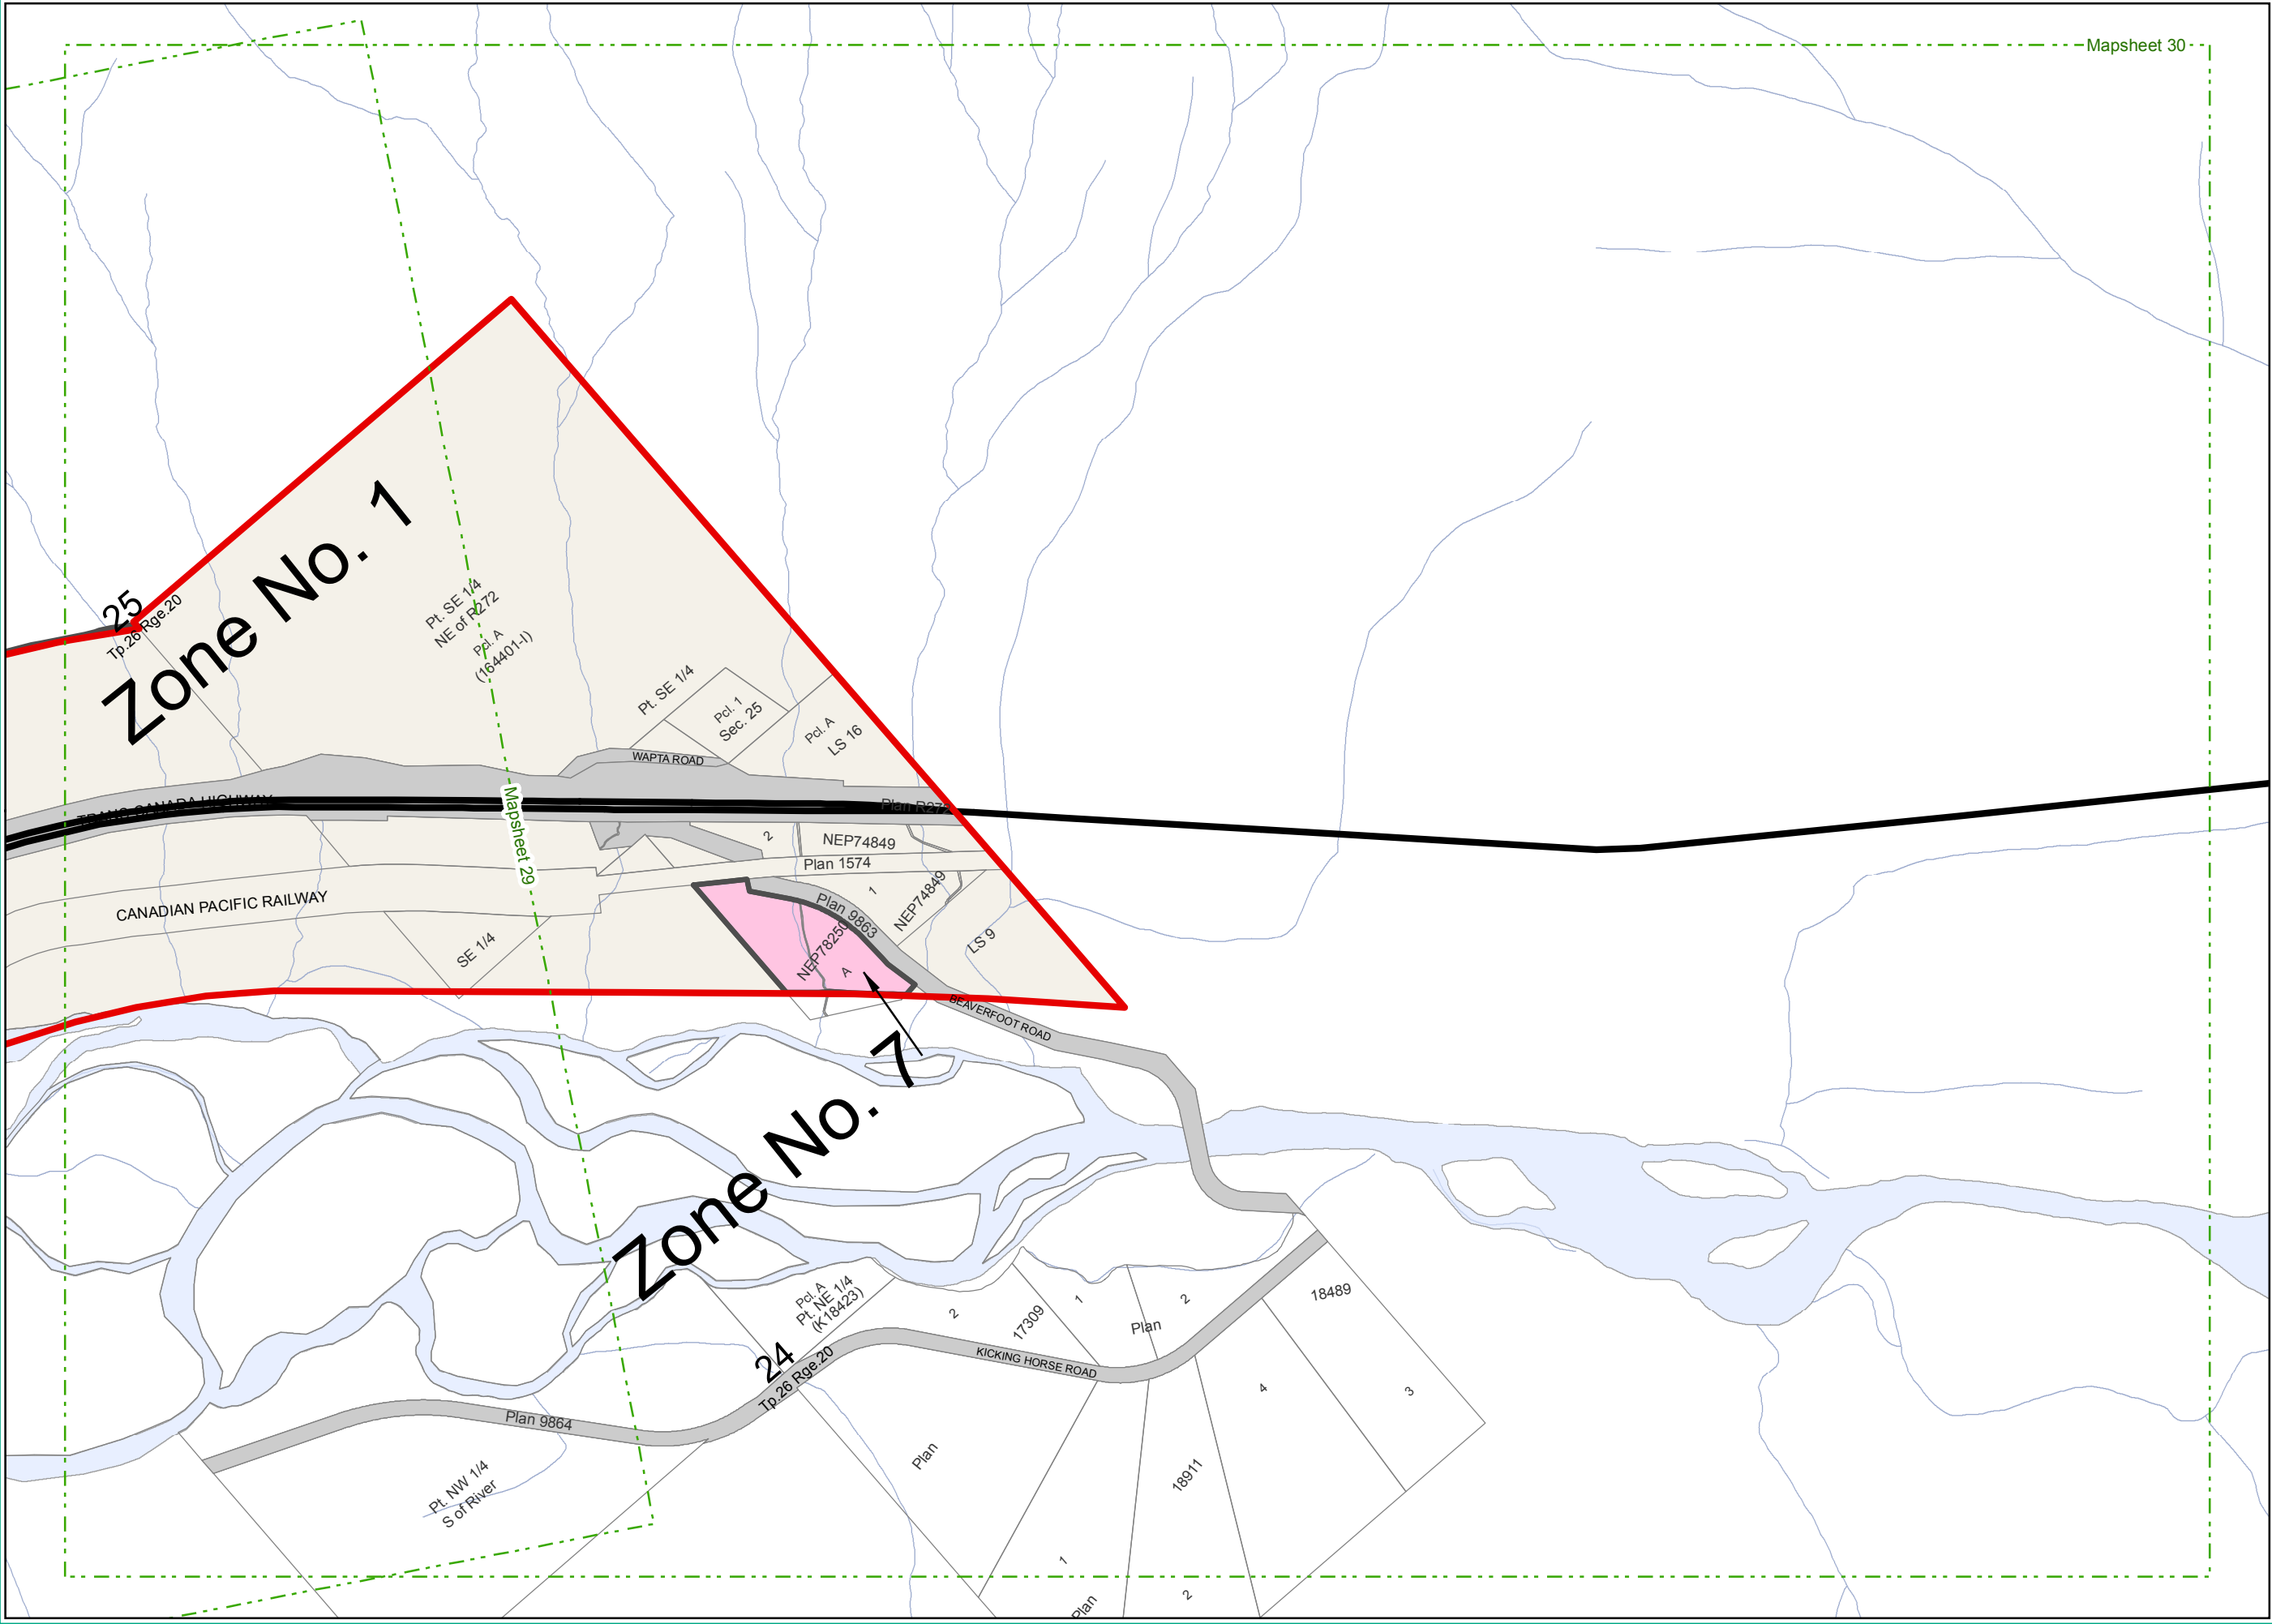 Mapsheet 30
Zone No. 1
25
Tp.26 Rge.20
Pt. SE 1/4
NE of R272
Pcl. A
(164401-I)
Pt. SE 1/4
Pcl. 1
Sec. 25
Pcl. A
LS 16
WAPTA ROAD
TRANS CANADA HIGHWAY
Plan R272
Mapsheet 29
2
NEP74849
Plan 1574
CANADIAN PACIFIC RAILWAY
SE 1/4
1
NEP74849
Plan 9863
NEP78250
A
LS 9
BEAVERFOOT ROAD
Zone No. 7
Pcl. A
Pt. NE 1/4
(K18423)
24
Tp.26 Rge.20
2
17309
1
Plan
2
18489
KICKING HORSE ROAD
Plan 9864
4
3
Plan
18911
Pt. NW 1/4
S of River
1
Plan
2